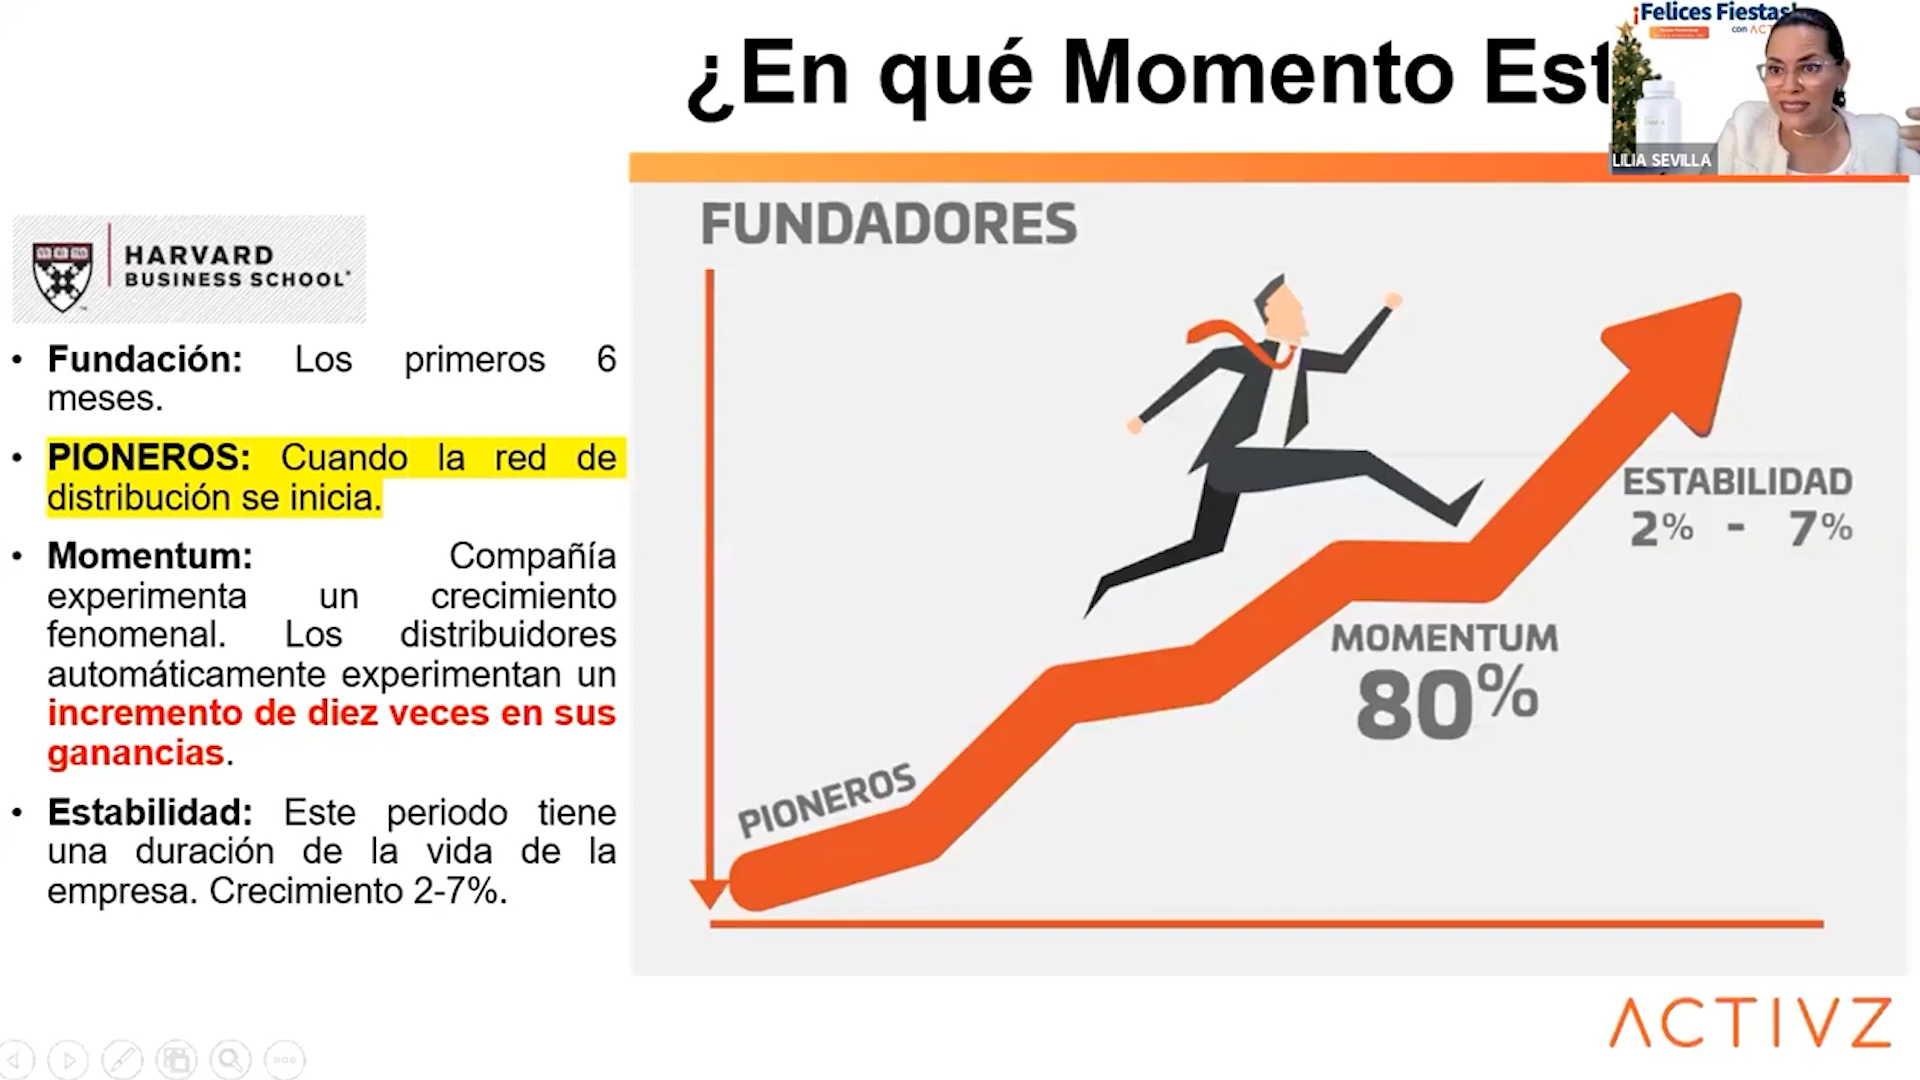 ¿En qué Momento Est
¡Felices Fiestas!
con ACT
LILIA SEVILLA
HARVARD
BUSINESS SCHOOL
• Fundación: Los primeros 6
meses.
• PIONEROS: Cuando la red de
distribución se inicia.
• Momentum: Compañía
experimenta un crecimiento
fenomenal. Los distribuidores
automáticamente experimentan un
incremento de diez veces en sus
ganancias.
• Estabilidad: Este periodo tiene
una duración de la vida de la
empresa. Crecimiento 2-7%.
FUNDADORES
ESTABILIDAD
2% - 7%
MOMENTUM
80%
PIONEROS
ACTIVZ